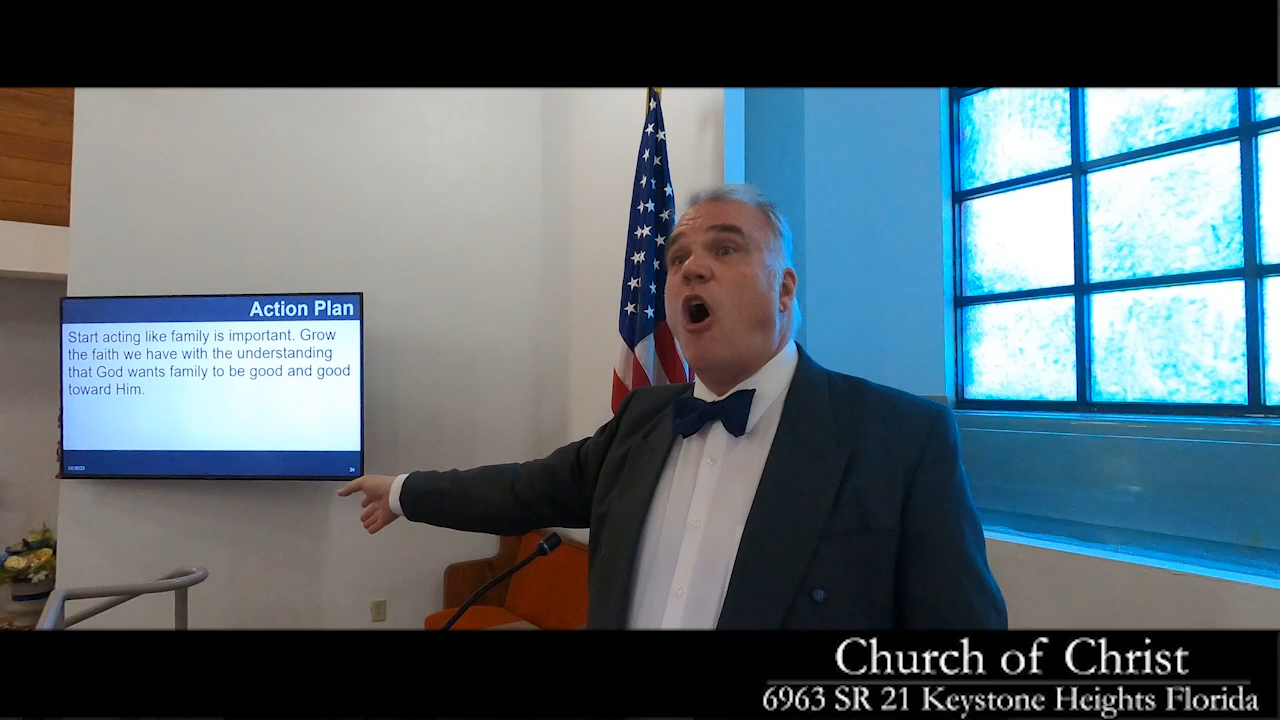 Action Plan
Start acting like family is important. Grow
the faith we have with the understanding
that God wants family to be good and good
toward Him.
34
Church of Christ
6963 SR 21 Keystone Heights Florida